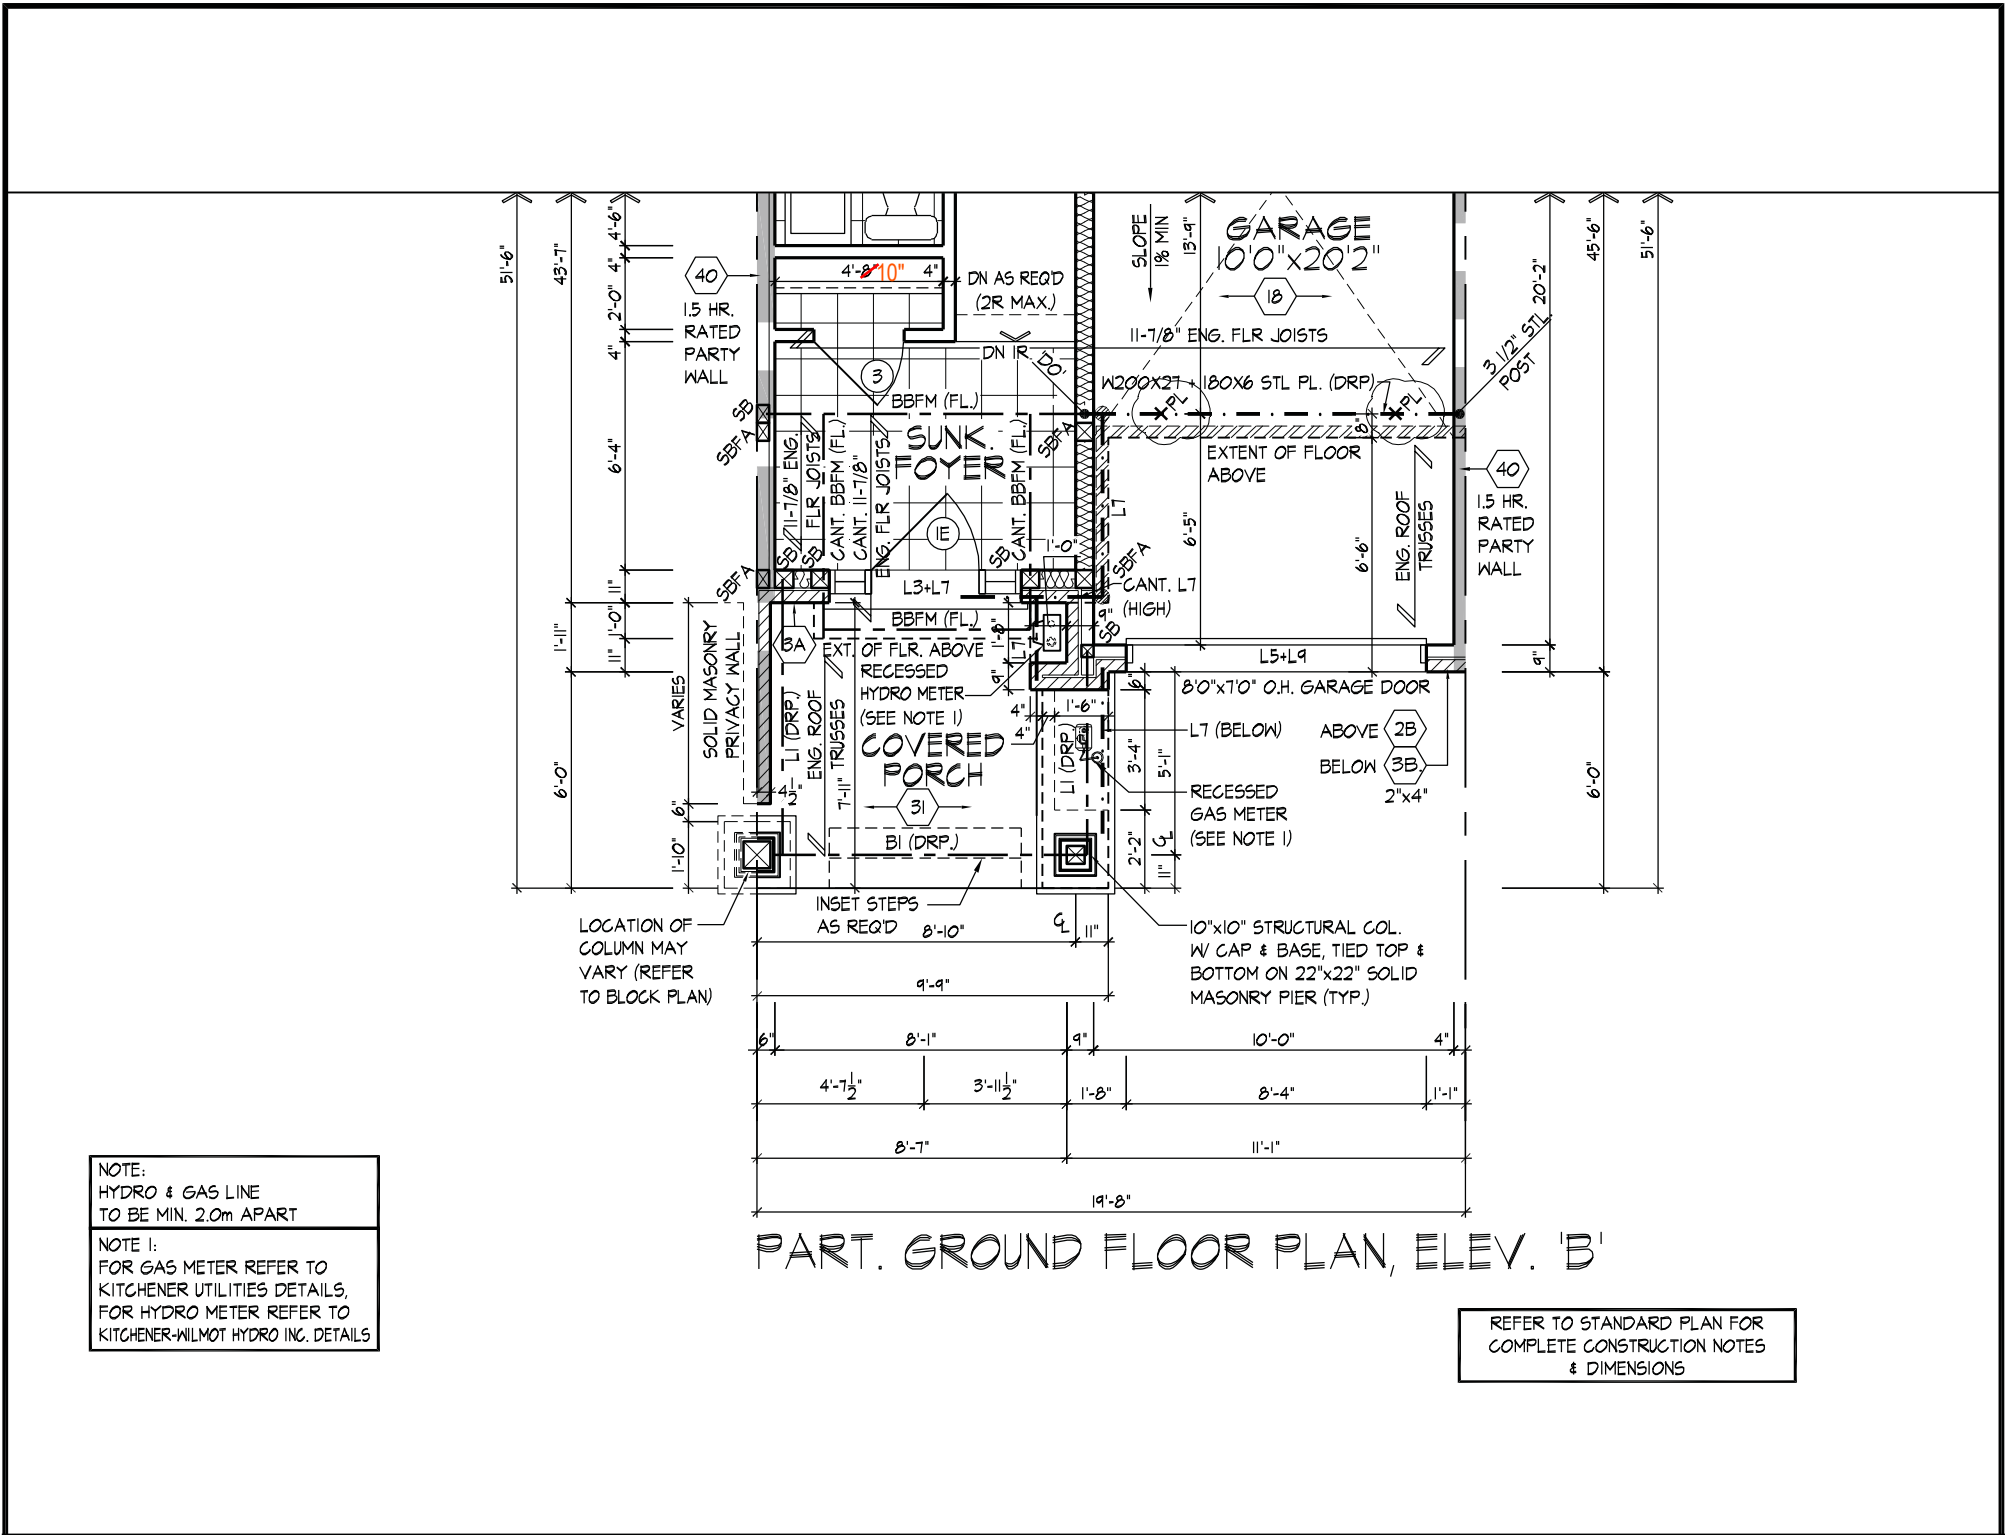 51'-6"
43'-7"
4'-6"
4"
2'-0"
4"
6'-4"
11"
1'-0"
11"
1'-11"
6'-0"
VARIES
6"
1'-10"
SOLID MASONRY
PRIVACY WALL
40
1.5 HR.
RATED
PARTY
WALL
4'-8"
10"
4"
DN AS REQ'D
(2R MAX.)
DN 1R.
'DO'
3
BBFM (FL.)
SUNK.
FOYER
SB
SBFA
SBFA
11-7/8" ENG.
FLR JOISTS
CANT. BBFM (FL.)
CANT. 11-7/8"
ENG. FLR JOISTS
CANT. BBFM (FL.)
SBFA
1E
SB
SB
SB
1'-0"
SBFA
L7
L3+L7
BBFM (FL.)
CANT. L7
(HIGH)
9"
SB
1'-8"
L7
9"
3A
EXT. OF FLR. ABOVE
RECESSED
HYDRO METER
(SEE NOTE 1)
L1 (DRP.)
ENG. ROOF
TRUSSES
7'-11"
COVERED
PORCH
31
4 1/2"
B1 (DRP.)
INSET STEPS
AS REQ'D
LOCATION OF
COLUMN MAY
VARY (REFER
TO BLOCK PLAN)
SLOPE
1% MIN
13'-9"
GARAGE
10'0"x20'2"
18
11-7/8" ENG. FLR JOISTS
W200X27 + 180X6 STL PL. (DRP)
PL
PL
3 1/2" STL.
POST
8"
EXTENT OF FLOOR
ABOVE
6'-5"
6'-6"
ENG. ROOF
TRUSSES
40
1.5 HR.
RATED
PARTY
WALL
20'-2"
9"
45'-6"
6'-0"
51'-6"
L5+L9
8'0"x7'0" O.H. GARAGE DOOR
6"
4"
4"
1'-6"
L1 (DRP.)
3'-4"
5'-1"
2'-2"
11"
L7 (BELOW)
ABOVE 2B
BELOW 3B
2"x4"
RECESSED
GAS METER
(SEE NOTE 1)
10"x10" STRUCTURAL COL.
W/ CAP & BASE, TIED TOP &
BOTTOM ON 22"x22" SOLID
MASONRY PIER (TYP.)
8'-10"
11"
9'-9"
6"
8'-1"
9"
10'-0"
4"
4'-7 1/2"
3'-11 1/2"
1'-8"
8'-4"
1'-1"
8'-7"
11'-1"
19'-8"
PART. GROUND FLOOR PLAN, ELEV. 'B'
NOTE:
HYDRO & GAS LINE
TO BE MIN. 2.0m APART
NOTE 1:
FOR GAS METER REFER TO
KITCHENER UTILITIES DETAILS,
FOR HYDRO METER REFER TO
KITCHENER-WILMOT HYDRO INC. DETAILS
REFER TO STANDARD PLAN FOR
COMPLETE CONSTRUCTION NOTES
& DIMENSIONS